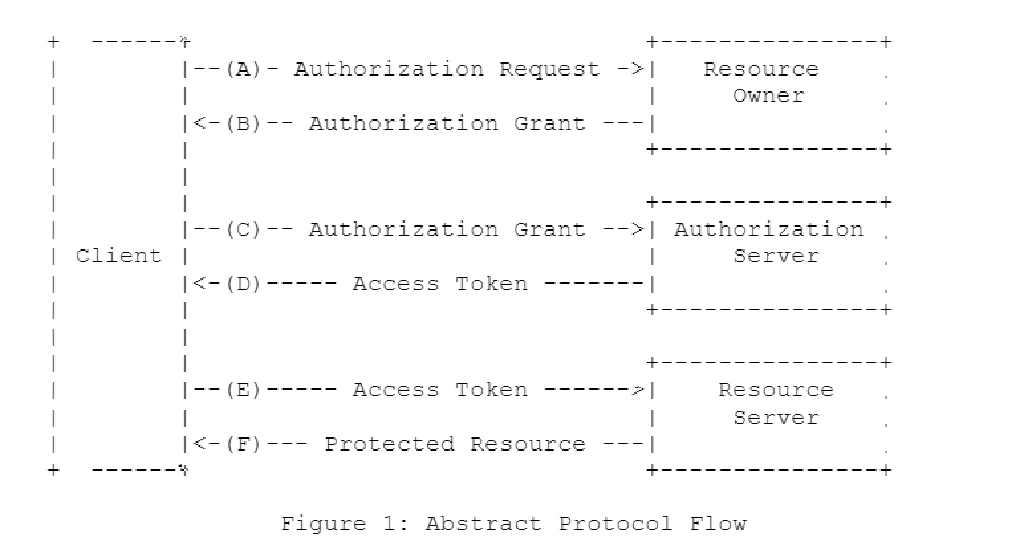 + ------+ +---------------+
| |--(A)- Authorization Request ->| Resource
| | | Owner
| |<-(B)-- Authorization Grant ---|
| | +---------------+
| |
| | +---------------+
| |--(C)-- Authorization Grant -->| Authorization
| Client | | Server
| |<-(D)----- Access Token -------|
| | +---------------+
| |
| | +---------------+
| |--(E)----- Access Token ------>| Resource
| | | Server
| |<-(F)--- Protected Resource ---|
+ ------+ +---------------+
Figure 1: Abstract Protocol Flow